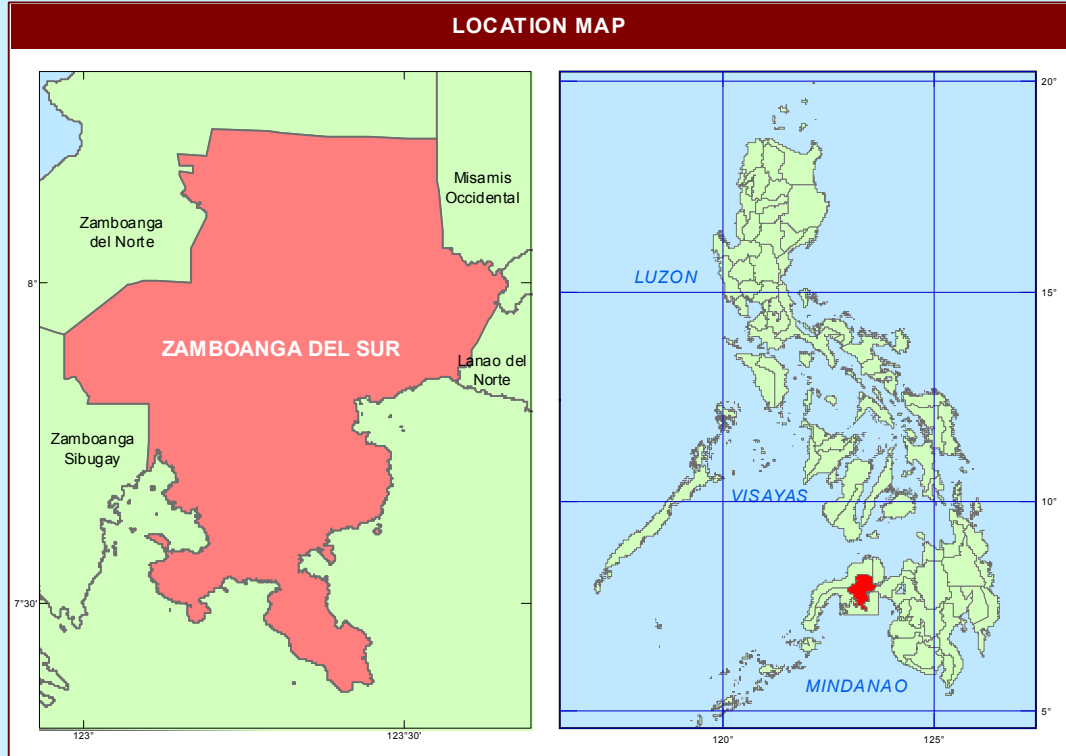 LOCATION MAP
Misamis
Occidental
Zamboanga
del Norte
8°
ZAMBOANGA DEL SUR
Lanao del
Norte
Zamboanga
Sibugay
7°30'
123°
123°30'
20°
LUZON
15°
VISAYAS
10°
MINDANAO
5°
120°
125°